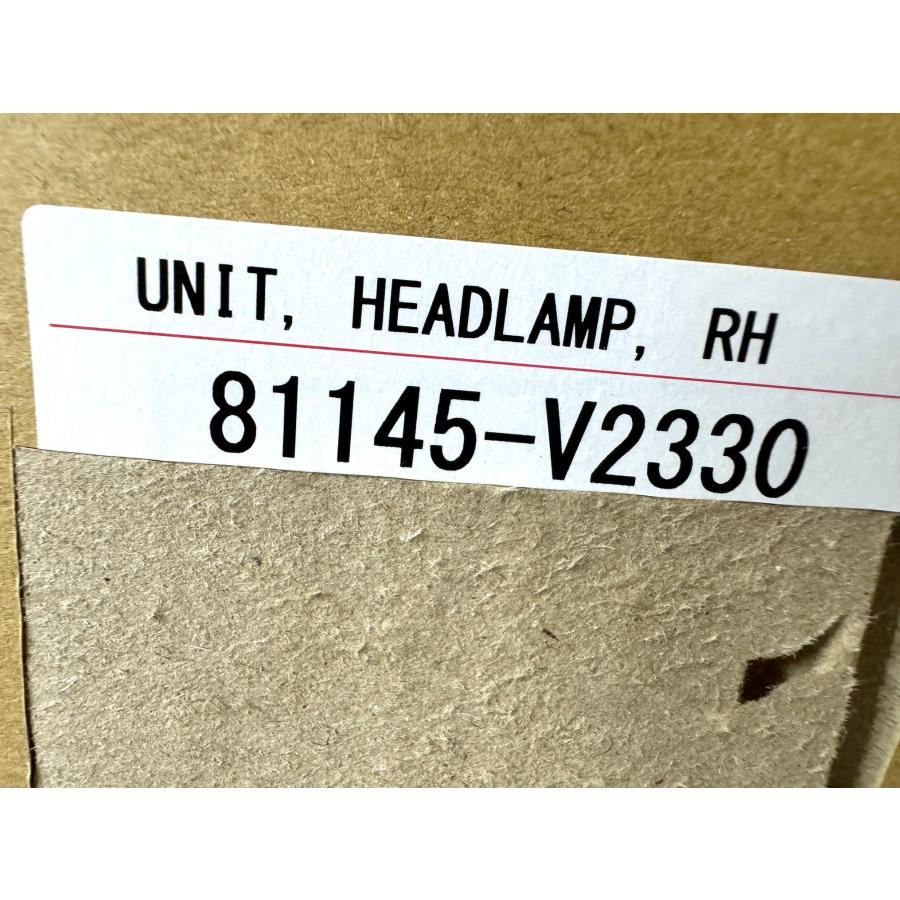 UNIT, HEADLAMP, RH
81145-V2330